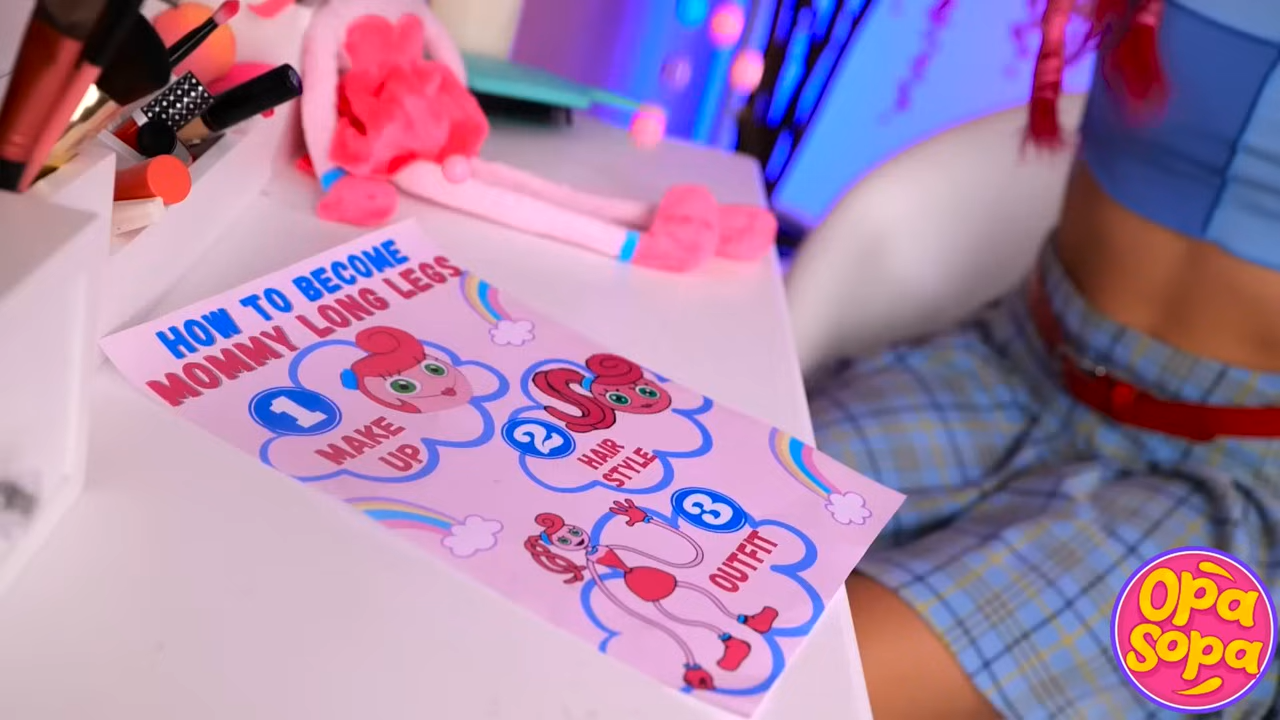 HOW TO BECOME
MOMMY LONG LEGS
1
MAKE
UP
2
HAIR
STYLE
3
OUTFIT
Opa
Sopa